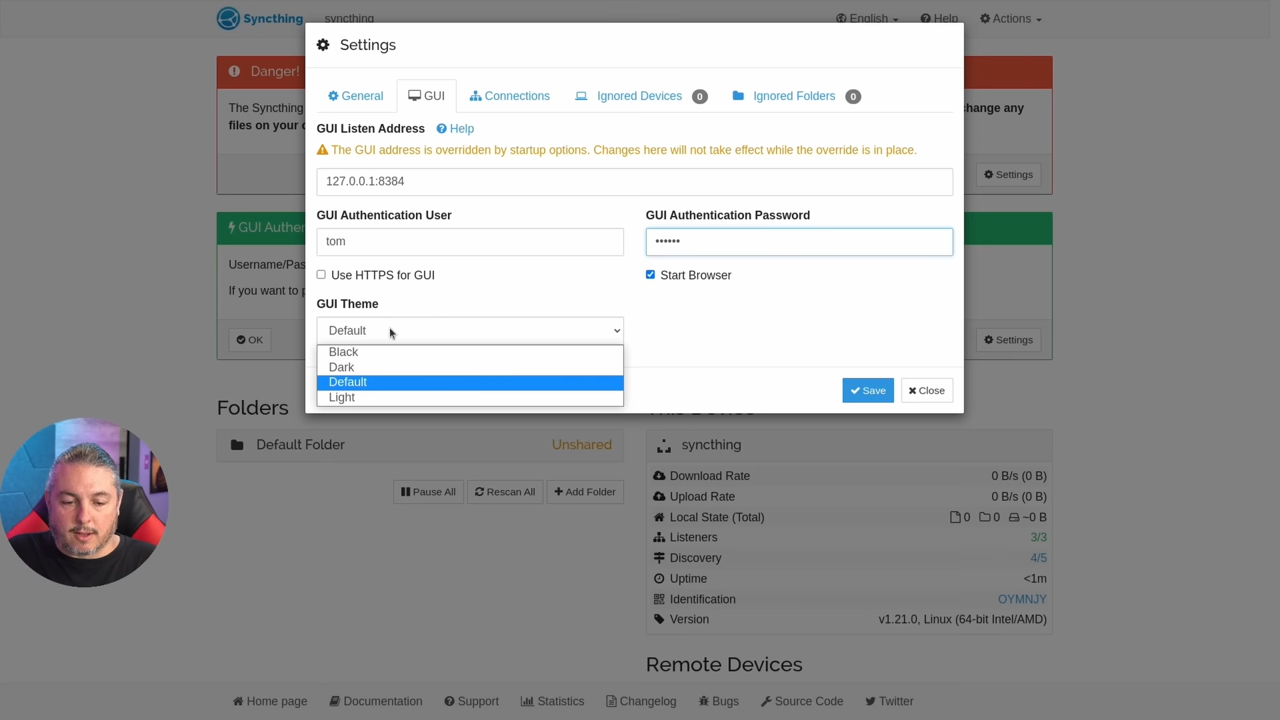 Syncthing syncthing English Help Actions
Settings
Danger!
General GUI Connections Ignored Devices 0 Ignored Folders 0
The Syncthing
change any
files on your
GUI Listen Address Help
The GUI address is overridden by startup options. Changes here will not take effect while the override is in place.
Settings
127.0.0.1:8384
GUI Authentication User GUI Authentication Password
GUI Authen
tom ••••••
Username/Pas
Use HTTPS for GUI Start Browser
If you want to
GUI Theme
Default
OK
Settings
Black
Dark
Default
Light
Save Close
Folders
Default Folder Unshared
Pause All Rescan All Add Folder
syncthing
Download Rate 0 B/s (0 B)
Upload Rate 0 B/s (0 B)
Local State (Total) 0 0 ~0 B
Listeners 3/3
Discovery 4/5
Uptime <1m
Identification OYMNJY
Version v1.21.0, Linux (64-bit Intel/AMD)
Remote Devices
Home page Documentation Support Statistics Changelog Bugs Source Code Twitter